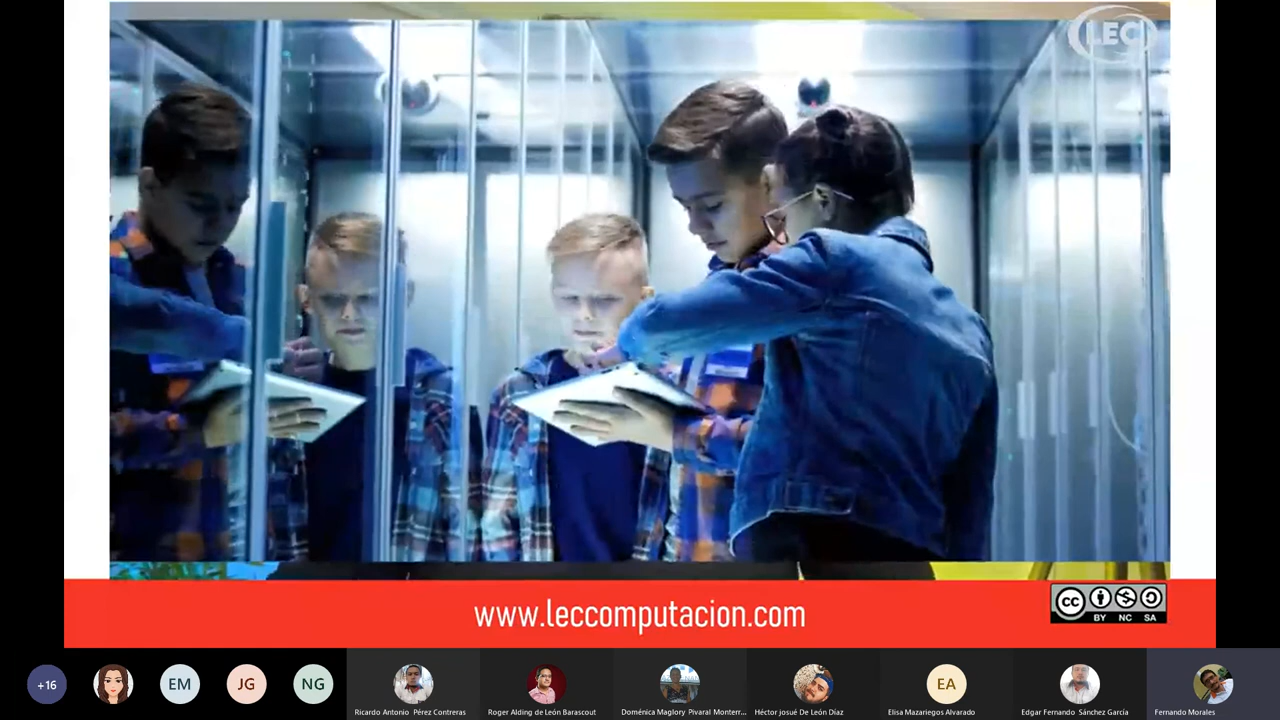 LEC
www.leccomputacion.com
cc
BY NC SA
+16
EM
JG
NG
EA
Ricardo Antonio Pérez Contreras
Roger Alding de León Barascout
Doménica Maglory Pivaral Monterr...
Héctor josué De León Díaz
Elisa Mazariegos Alvarado
Edgar Fernando Sánchez García
Fernando Morales